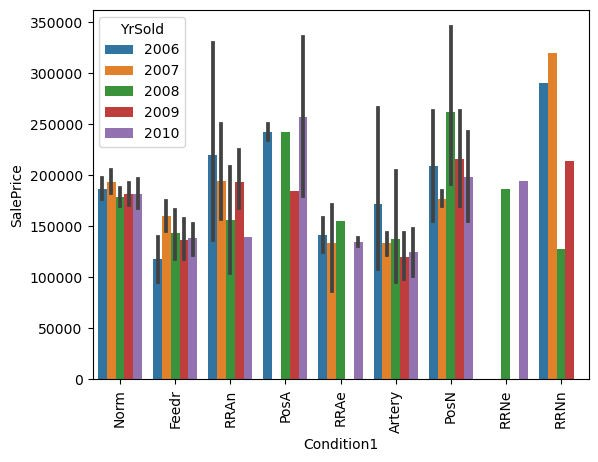 YrSold
2006
2007
2008
2009
2010
350000
300000
250000
200000
150000
100000
50000
0
SalePrice
Norm
Feedr
RRAn
PosA
RRAe
Artery
PosN
RRNe
RRNn
Condition1